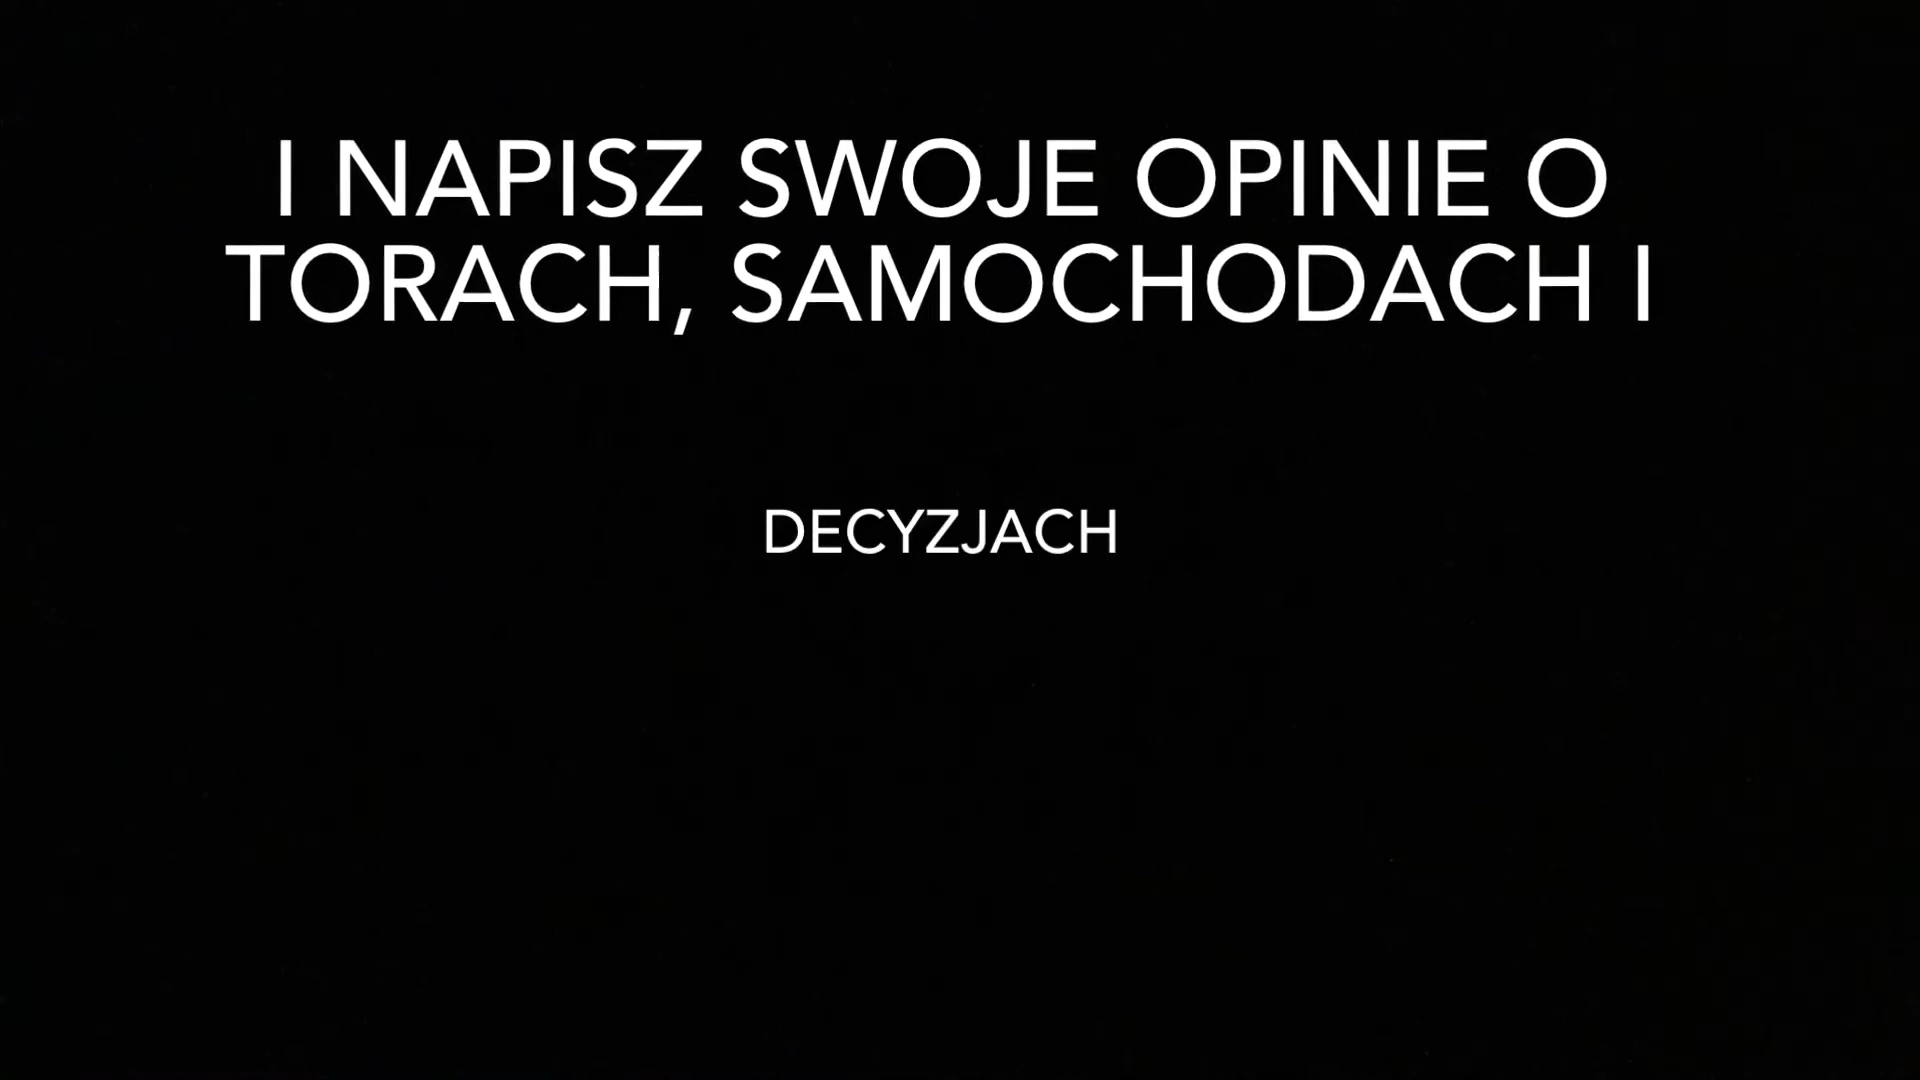 I NAPISZ SWOJE OPINIE O
TORACH, SAMOCHODACH I
DECYZJACH